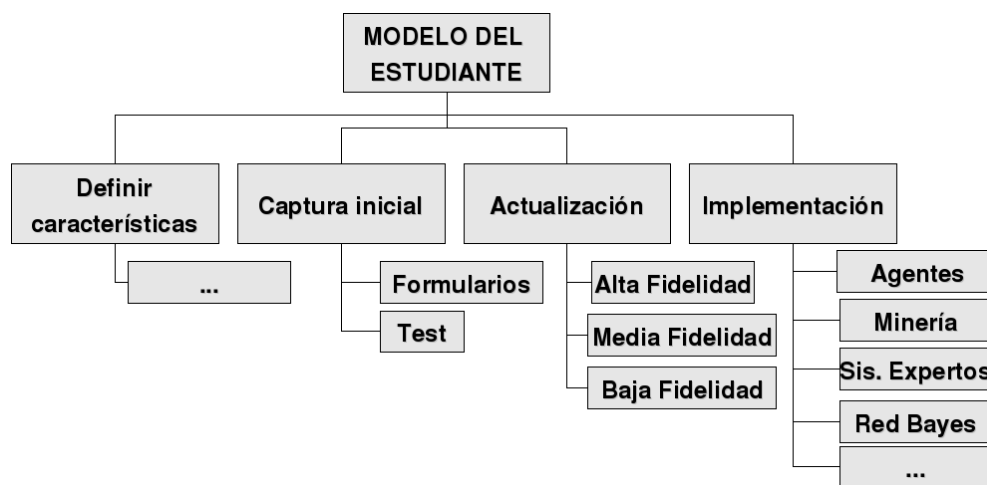 MODELO DEL
ESTUDIANTE
Definir
características
Captura inicial
Actualización
Implementación
...
Formularios
Test
Alta Fidelidad
Media Fidelidad
Baja Fidelidad
Agentes
Minería
Sis. Expertos
Red Bayes
...